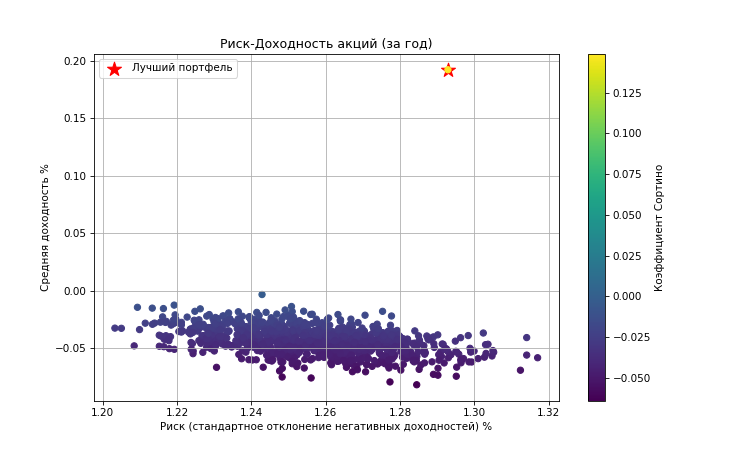 Риск-Доходность акций (за год)
Лучший портфель
0.20
0.15
0.10
0.05
0.00
−0.05
Средняя доходность %
1.20 1.22 1.24 1.26 1.28 1.30 1.32
Риск (стандартное отклонение негативных доходностей) %
0.125
0.100
0.075
0.050
0.025
0.000
−0.025
−0.050
Коэффициент Сортино